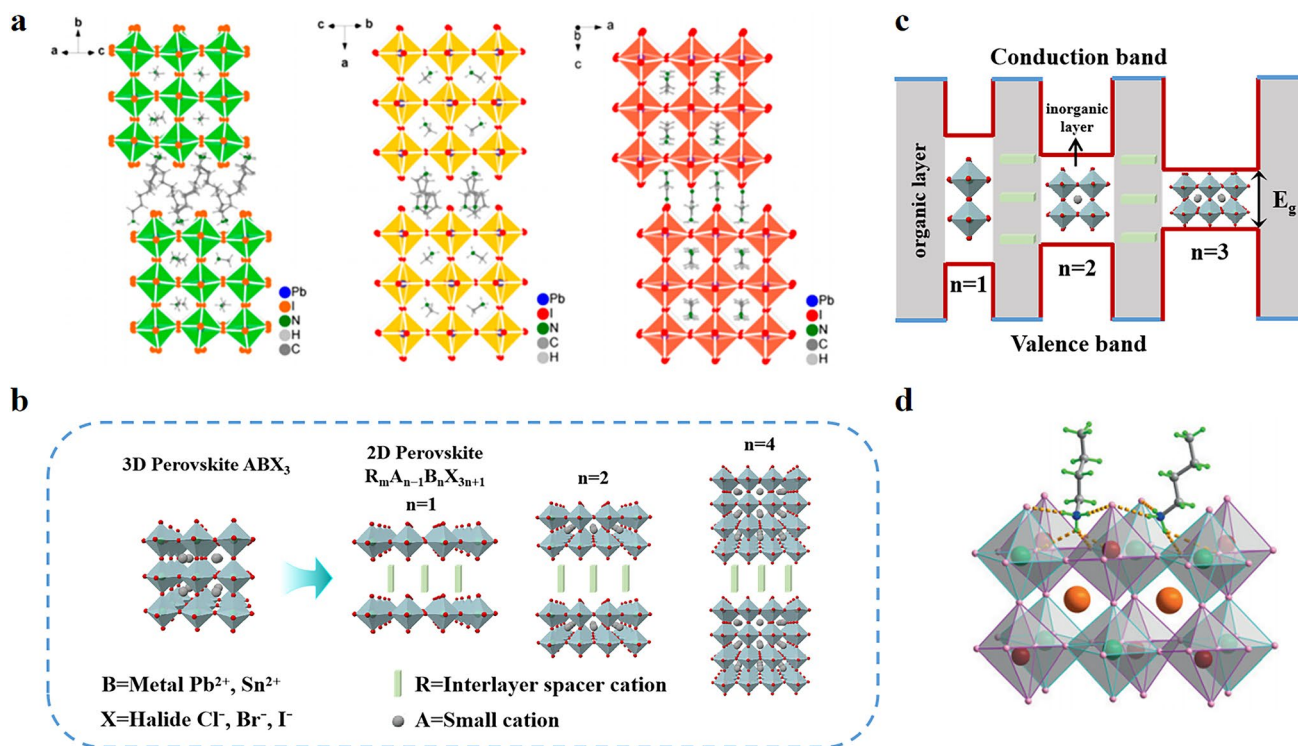 a
b
a
c
Pb
I
N
H
C
c
b
a
Pb
I
N
C
H
a
b
c
Pb
I
N
C
H
c
Conduction band
organic layer
inorganic
layer
n=1
n=2
n=3
E_g
Valence band
b
3D Perovskite ABX₃
2D Perovskite
RₘAₙ₋₁BₙX₃ₙ₊₁
n=1
n=2
n=4
B=Metal Pb²⁺, Sn²⁺
R=Interlayer spacer cation
X=Halide Cl⁻, Br⁻, I⁻
A=Small cation
d